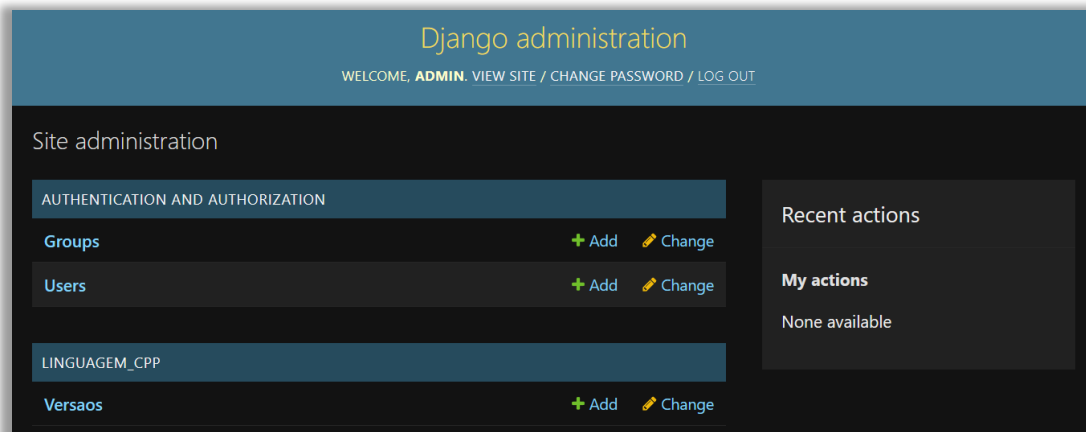 Django administration
WELCOME, ADMIN. VIEW SITE / CHANGE PASSWORD / LOG OUT
Site administration
AUTHENTICATION AND AUTHORIZATION
Groups + Add Change
Users + Add Change
LINGUAGEM_CPP
Versaos + Add Change
Recent actions
My actions
None available